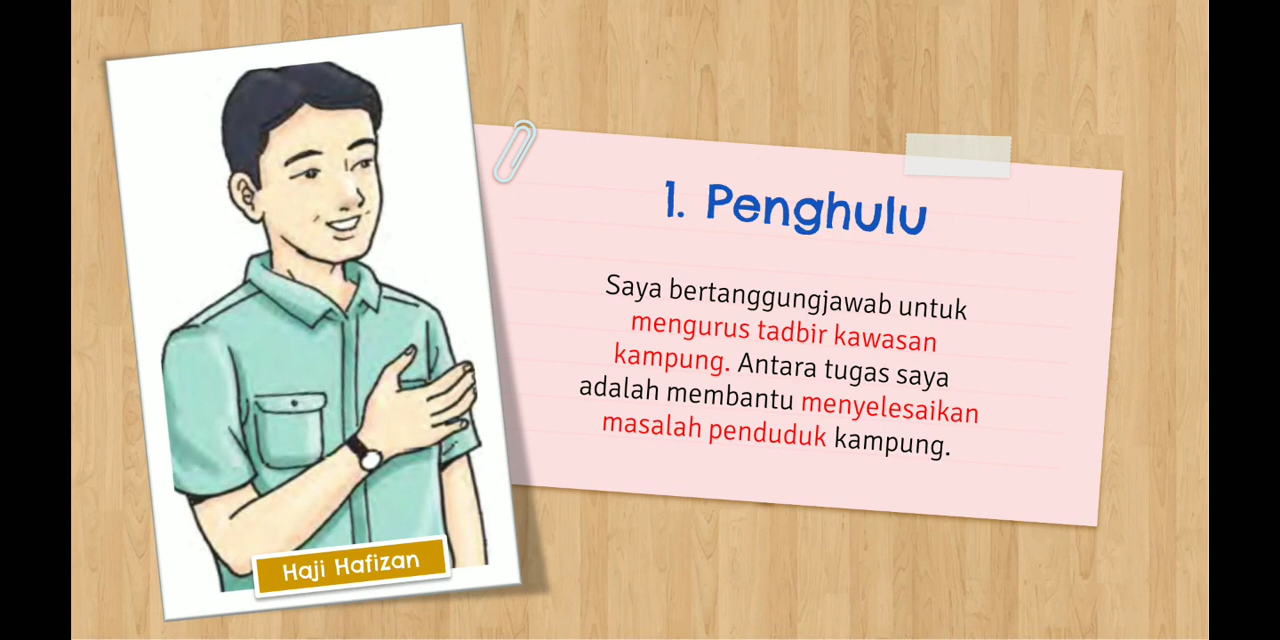 1. Penghulu
Saya bertanggungjawab untuk
mengurus tadbir kawasan
kampung. Antara tugas saya
adalah membantu menyelesaikan
masalah penduduk kampung.
Haji Hafizan